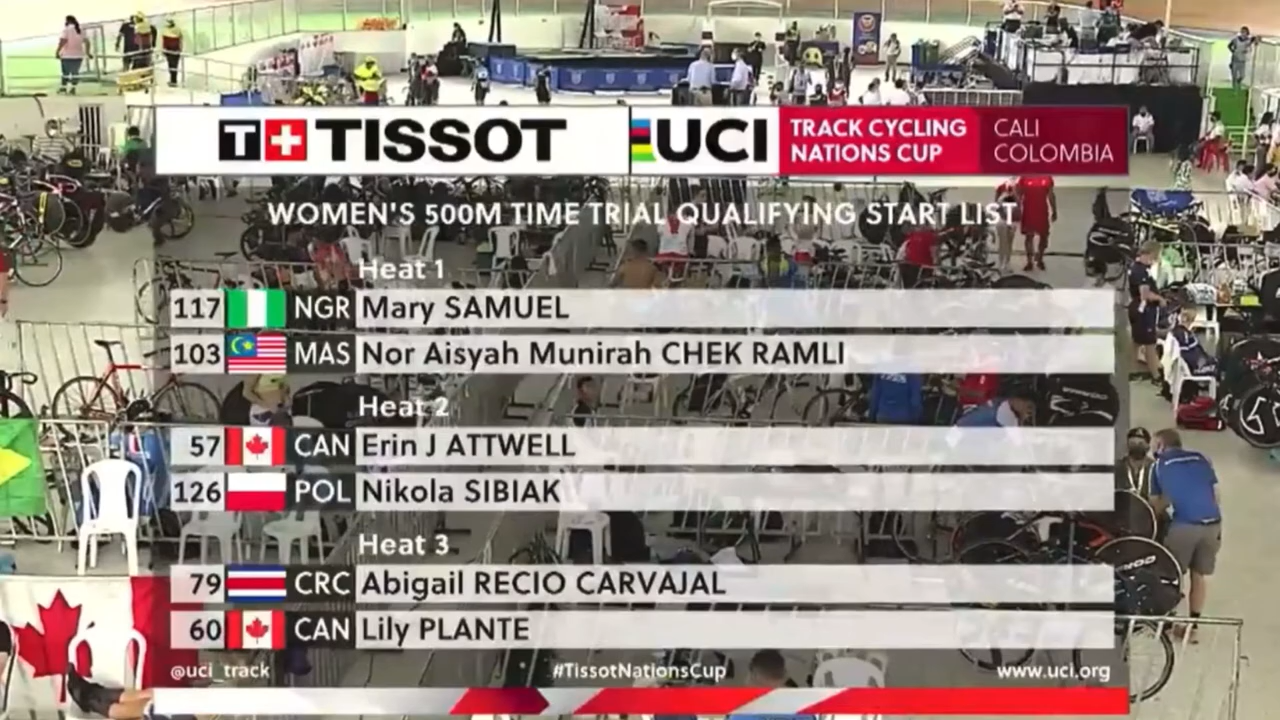 T+ TISSOT UCI TRACK CYCLING NATIONS CUP CALI COLOMBIA
WOMEN'S 500M TIME TRIAL QUALIFYING START LIST
Heat 1
117 NGR Mary SAMUEL
103 MAS Nor Aisyah Munirah CHEK RAMLI
Heat 2
57 CAN Erin J ATTWELL
126 POL Nikola SIBIAK
Heat 3
79 CRC Abigail RECIO CARVAJAL
60 CAN Lily PLANTE
@uci_track #TissotNationsCup www.uci.org